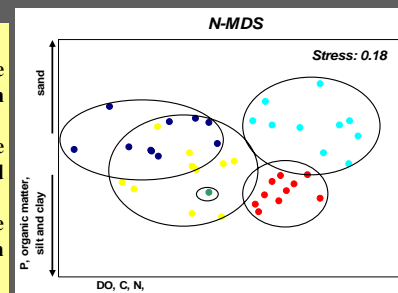 N-MDS
Stress: 0.18
sand
P, organic matter,
silt and clay
DO, C, N,